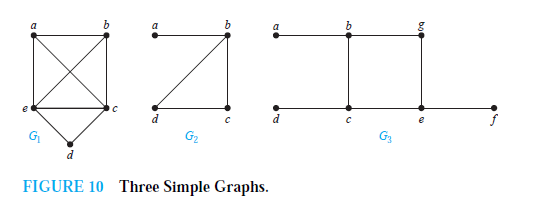 a b a b a b g
e c d c d c e f
G1 G2 G3
d
FIGURE 10 Three Simple Graphs.